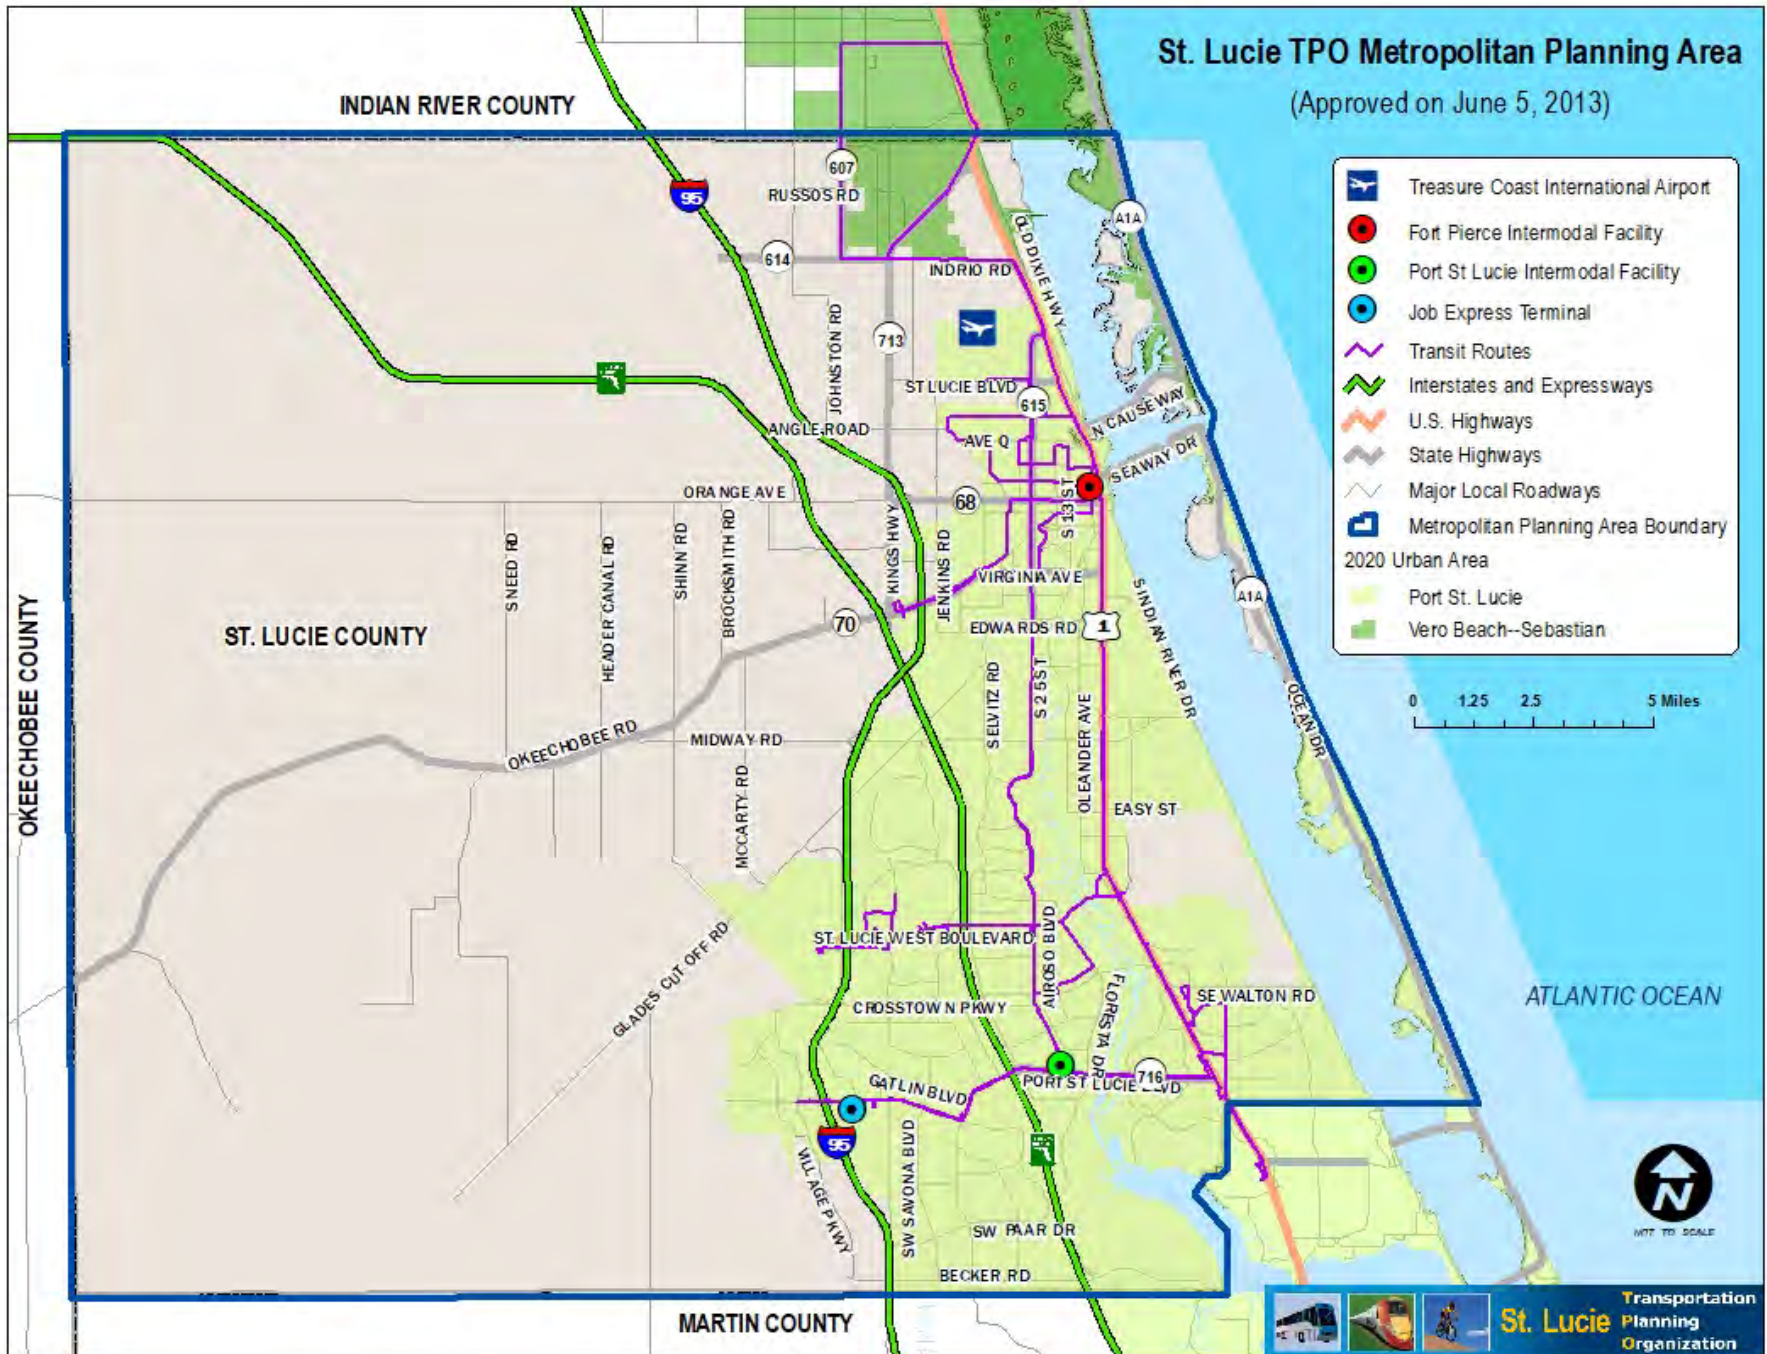 St. Lucie TPO Metropolitan Planning Area
(Approved on June 5, 2013)
INDIAN RIVER COUNTY
Treasure Coast International Airport
Fort Pierce Intermodal Facility
Port St Lucie Intermodal Facility
Job Express Terminal
Transit Routes
Interstates and Expressways
U.S. Highways
State Highways
Major Local Roadways
Metropolitan Planning Area Boundary
2020 Urban Area
Port St. Lucie
Vero Beach--Sebastian
0 1.25 2.5 5 Miles
607
RUSSOS RD
95
A1A
614
INDRIO RD
OLD DIXIE HWY
713
JOHNSTON RD
ST LUCIE BLVD
615
N CAUSEWAY
ANGLE ROAD
AVE Q
SEAWAY DR
ORANGE AVE
68
S 13 ST
SNEED RD
HEADER CANAL RD
SHINN RD
BROCKSMITH RD
KINGS HWY
JENKINS RD
VIRGINIA AVE
A1A
70
EDWARDS RD
1
S INDIAN RIVER DR
ST. LUCIE COUNTY
OKEECHOBEE COUNTY
SELVITZ RD
S 25 ST
OLEANDER AVE
OCEAN DR
OKEECHOBEE RD
MIDWAY RD
MCCARTY RD
EASY ST
GLADES CUT OFF RD
ST. LUCIE WEST BOULEVARD
AIROSO BLVD
CROSSTOWN PKWY
FLORESTA DR
SE WALTON RD
ATLANTIC OCEAN
GATLIN BLVD
PORT ST LUCIE BLVD
716
95
VILLAGE PKWY
SW SAVONA BLVD
SW PAAR DR
BECKER RD
N
NOT TO SCALE
MARTIN COUNTY
St. Lucie
Transportation
Planning
Organization